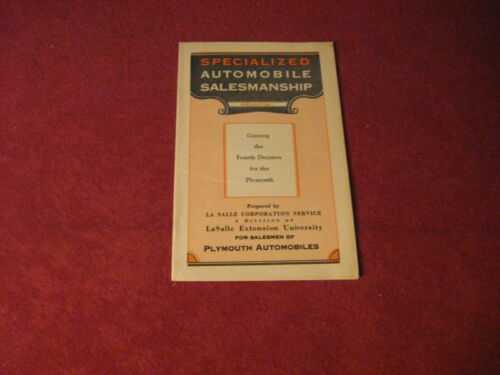 SPECIALIZED
AUTOMOBILE
SALESMANSHIP
Gaining
the
Fourth Decision
for the
Plymouth
Prepared by
LA SALLE CORPORATION SERVICE
A DIVISION OF
LaSalle Extension University
FOR SALESMEN OF
PLYMOUTH AUTOMOBILES